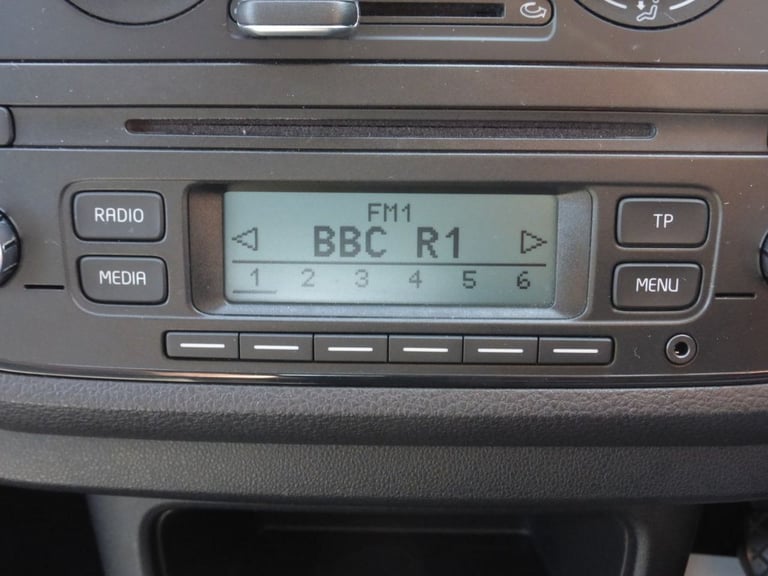 RADIO
MEDIA
FM1
BBC R1
1 2 3 4 5 6
TP
MENU